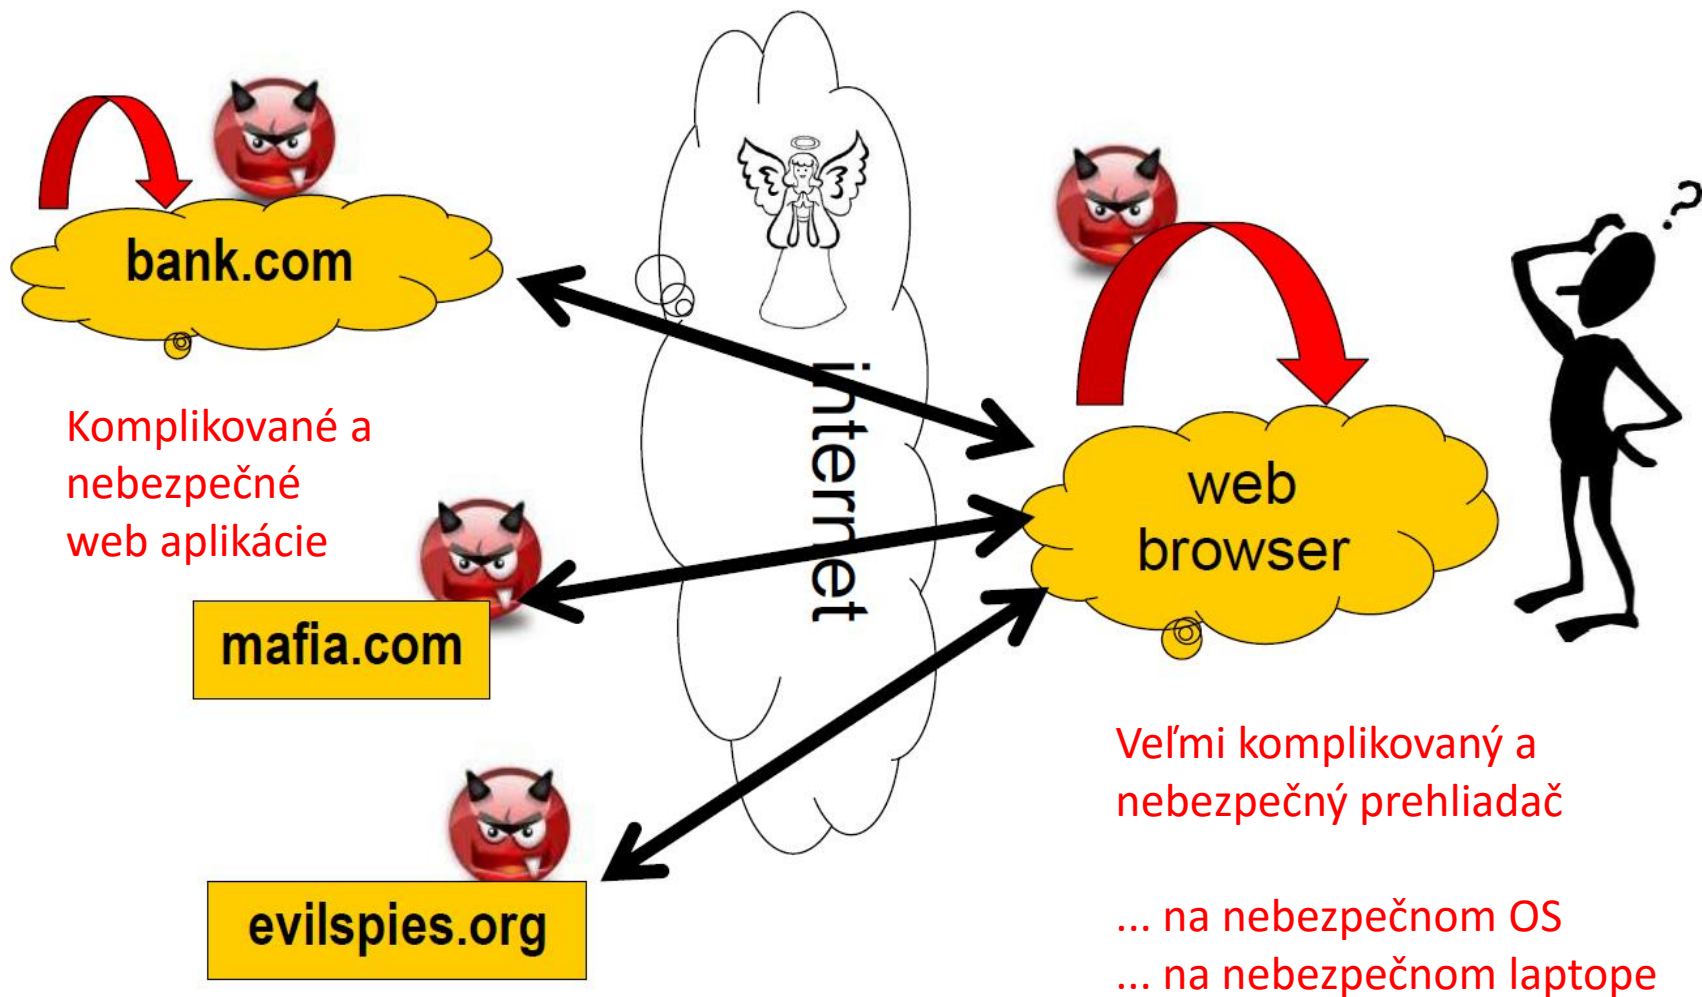 bank.com
Komplikované a
nebezpečné
web aplikácie
mafia.com
evilspies.org
internet
?
web
browser
Veľmi komplikovaný a
nebezpečný prehliadač
... na nebezpečnom OS
... na nebezpečnom laptope